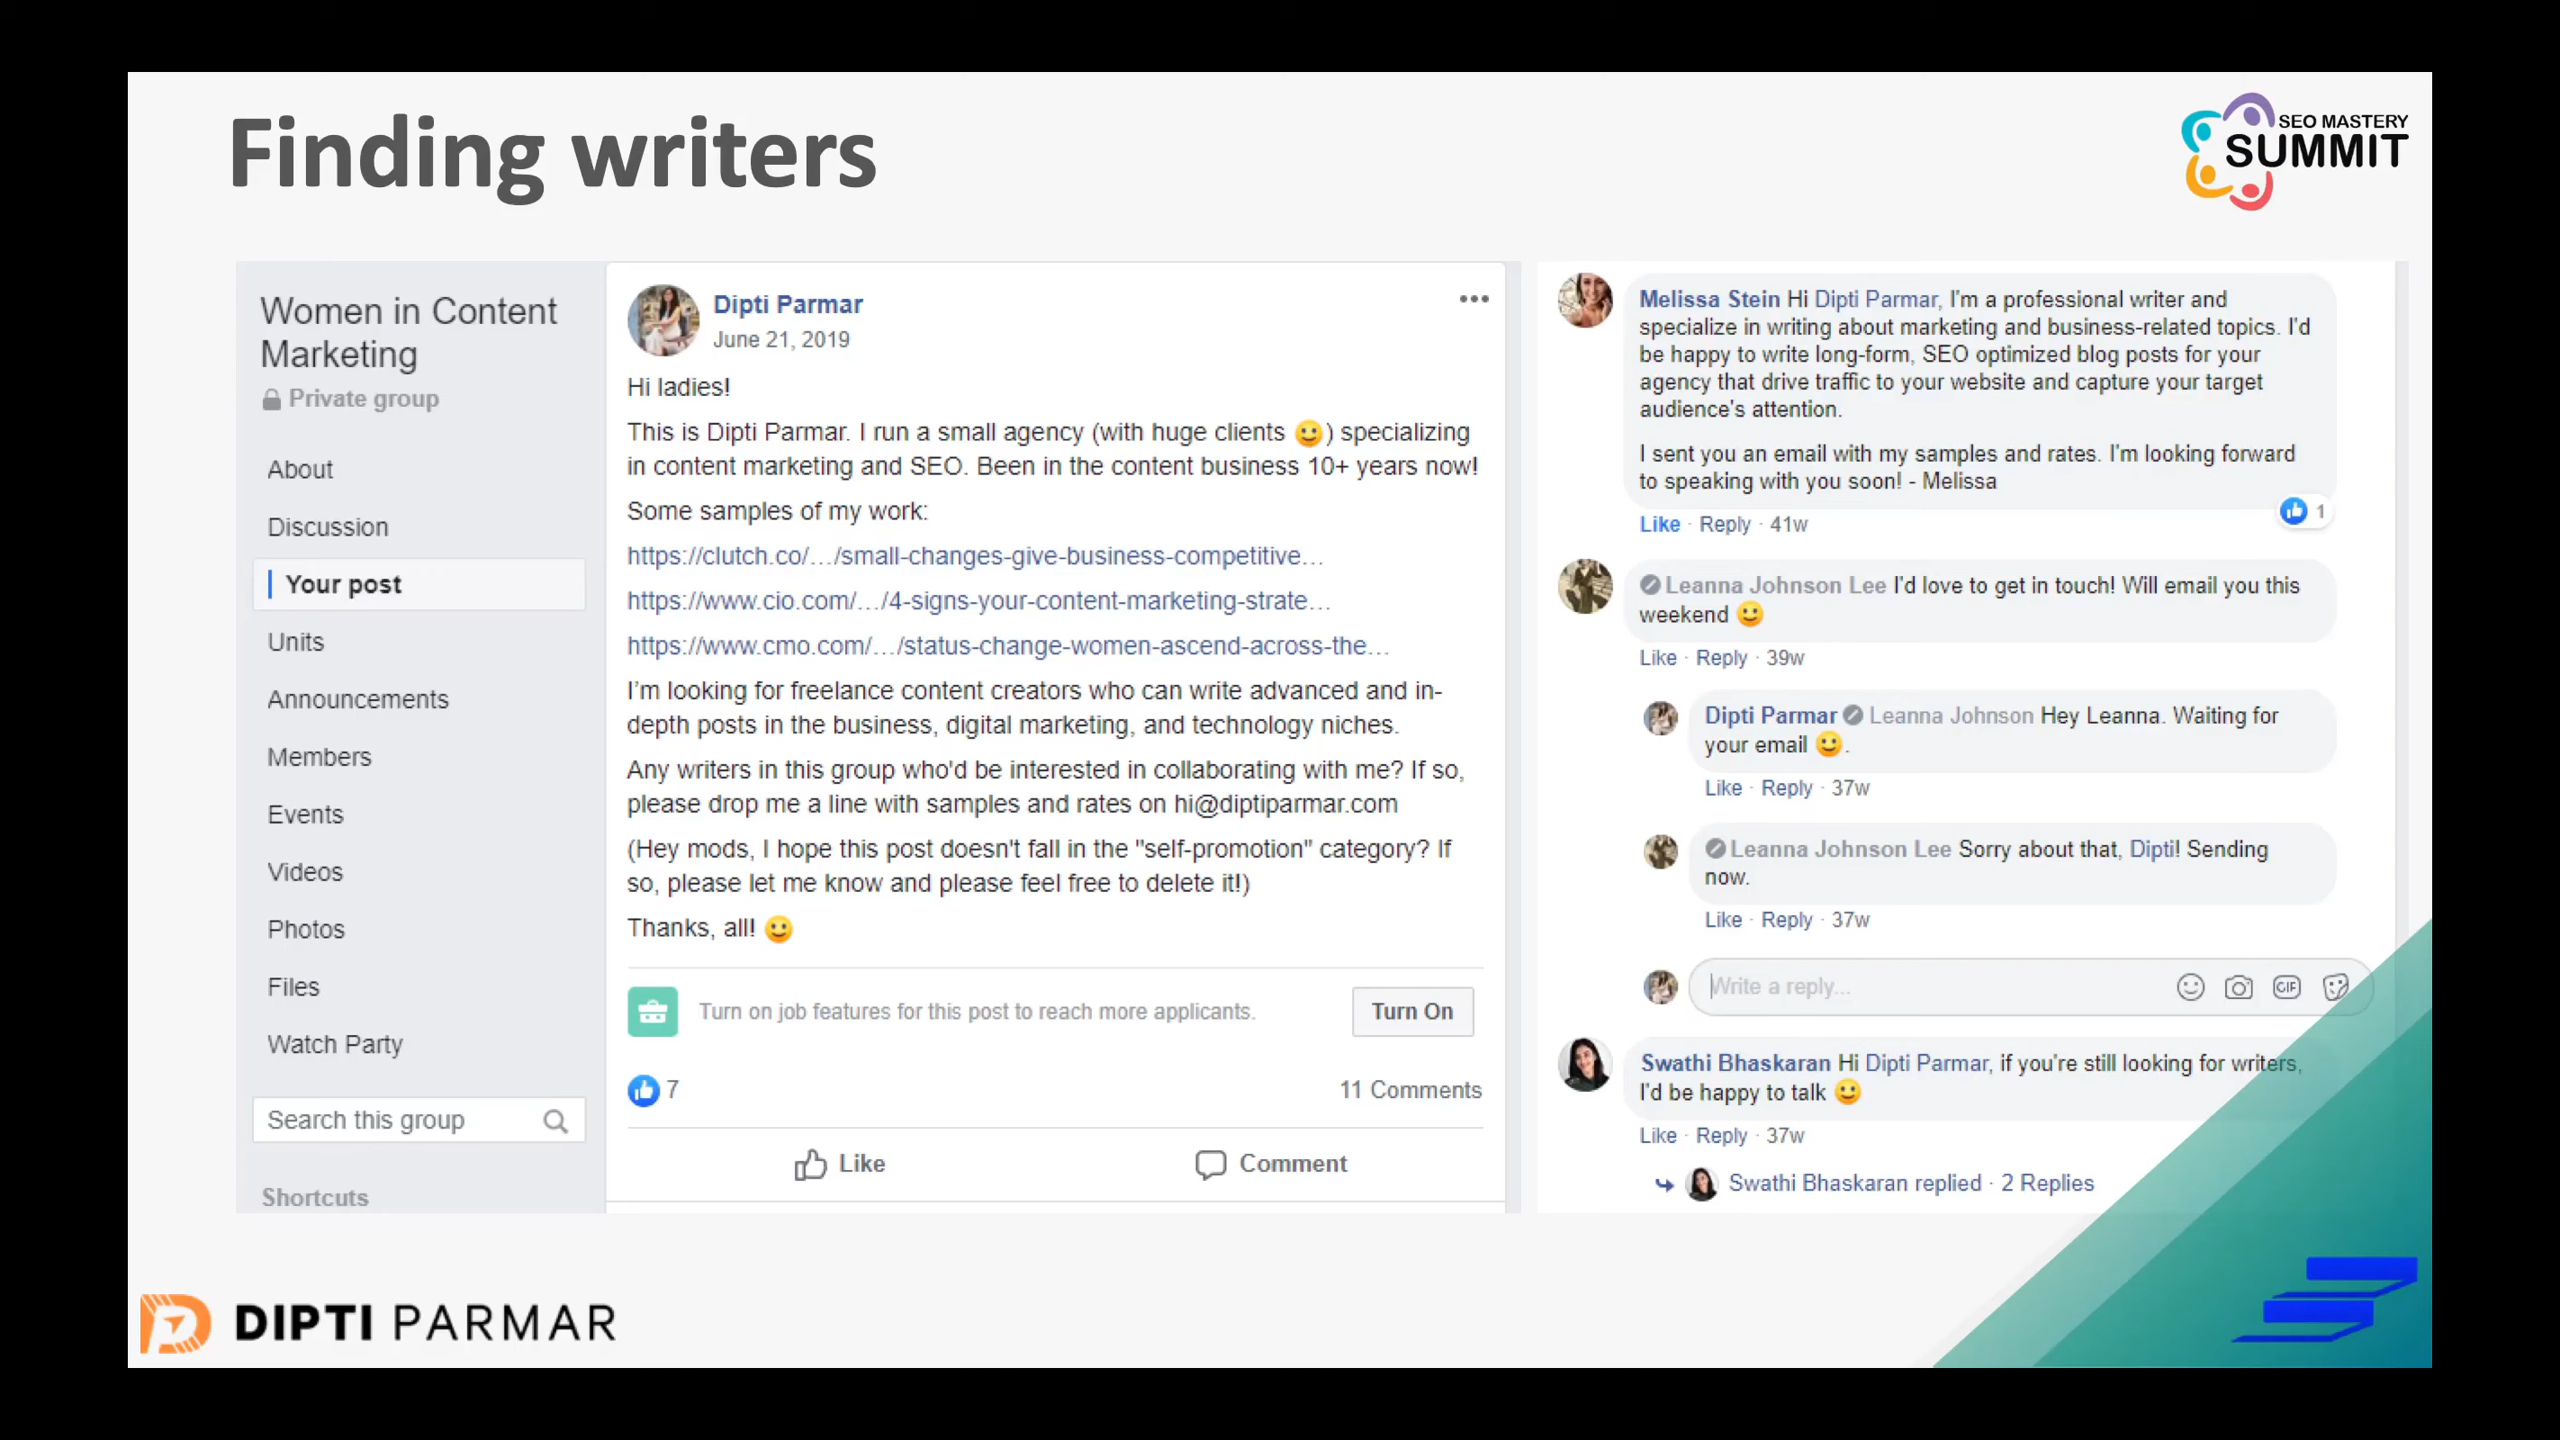 Finding writers
SEO MASTERY
SUMMIT
Women in Content
Marketing
Private group
About
Discussion
Your post
Units
Announcements
Members
Events
Videos
Photos
Files
Watch Party
Search this group
Shortcuts
Dipti Parmar
June 21, 2019
Hi ladies!
This is Dipti Parmar. I run a small agency (with huge clients 🙂) specializing
in content marketing and SEO. Been in the content business 10+ years now!
Some samples of my work:
https://clutch.co/…/small-changes-give-business-competitive…
https://www.cio.com/…/4-signs-your-content-marketing-strate…
https://www.cmo.com/…/status-change-women-ascend-across-the…
I’m looking for freelance content creators who can write advanced and in-
depth posts in the business, digital marketing, and technology niches.
Any writers in this group who'd be interested in collaborating with me? If so,
please drop me a line with samples and rates on hi@diptiparmar.com
(Hey mods, I hope this post doesn't fall in the "self-promotion" category? If
so, please let me know and please feel free to delete it!)
Thanks, all! 🙂
Turn on job features for this post to reach more applicants.
Turn On
7
11 Comments
Like
Comment
Melissa Stein Hi Dipti Parmar, I'm a professional writer and
specialize in writing about marketing and business-related topics. I'd
be happy to write long-form, SEO optimized blog posts for your
agency that drive traffic to your website and capture your target
audience's attention.
I sent you an email with my samples and rates. I'm looking forward
to speaking with you soon! - Melissa
1
Like · Reply · 41w
Leanna Johnson Lee I'd love to get in touch! Will email you this
weekend 🙂
Like · Reply · 39w
Dipti Parmar Leanna Johnson Hey Leanna. Waiting for
your email 🙂.
Like · Reply · 37w
Leanna Johnson Lee Sorry about that, Dipti! Sending
now.
Like · Reply · 37w
Write a reply...
GIF
Swathi Bhaskaran Hi Dipti Parmar, if you're still looking for writers,
I'd be happy to talk 🙂
Like · Reply · 37w
Swathi Bhaskaran replied · 2 Replies
DIPTI PARMAR